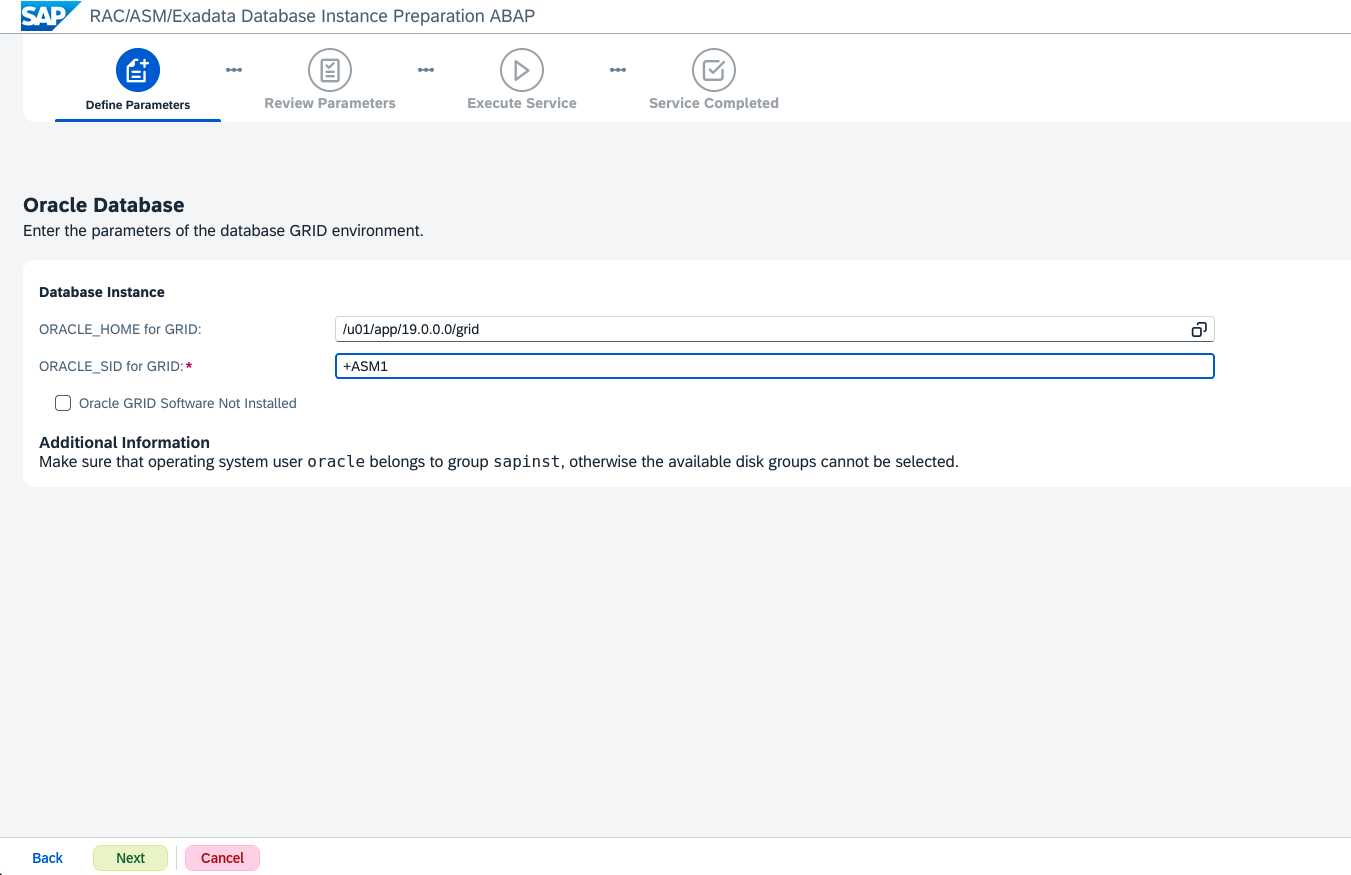 SAP RAC/ASM/Exadata Database Instance Preparation ABAP
Define Parameters
Review Parameters
Execute Service
Service Completed
Oracle Database
Enter the parameters of the database GRID environment.
Database Instance
ORACLE_HOME for GRID: /u01/app/19.0.0.0/grid
ORACLE_SID for GRID:* +ASM1
Oracle GRID Software Not Installed
Additional Information
Make sure that operating system user oracle belongs to group sapinst, otherwise the available disk groups cannot be selected.
Back Next Cancel